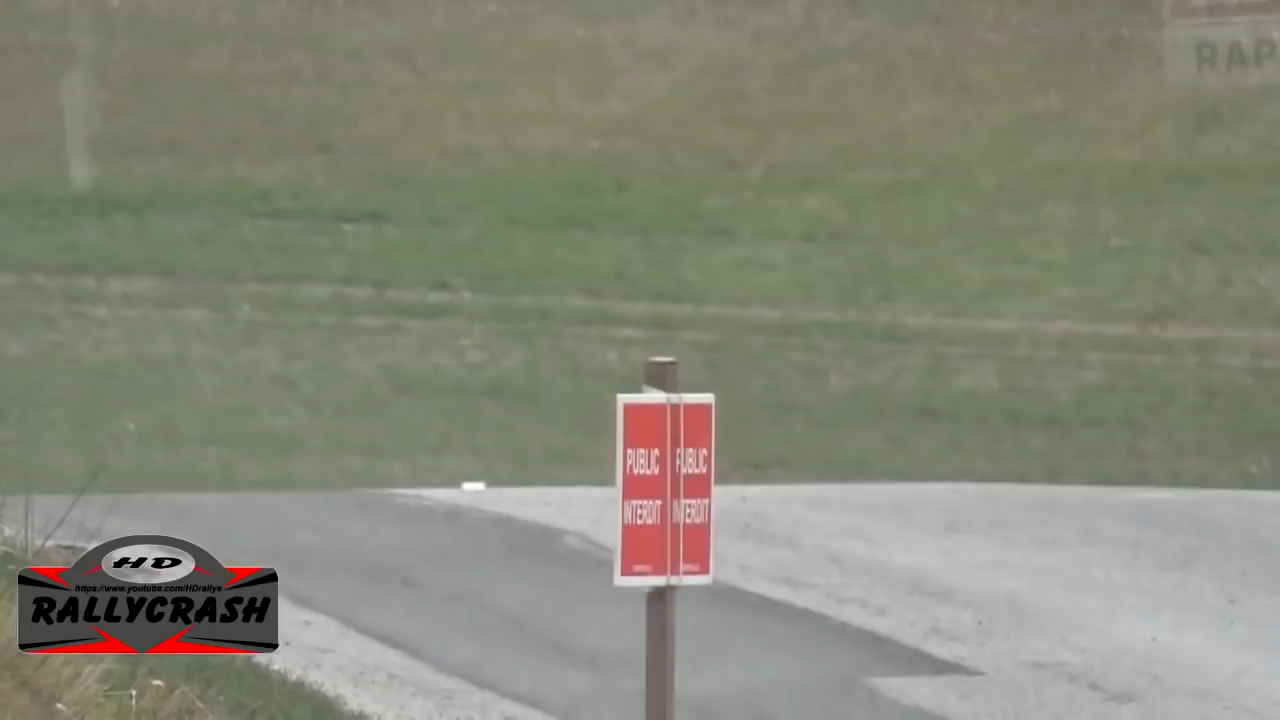 RAP
PUBLIC PUBLIC
INTERDIT INTERDIT
HD
https://www.youtube.com/HDrallye
RALLYCRASH